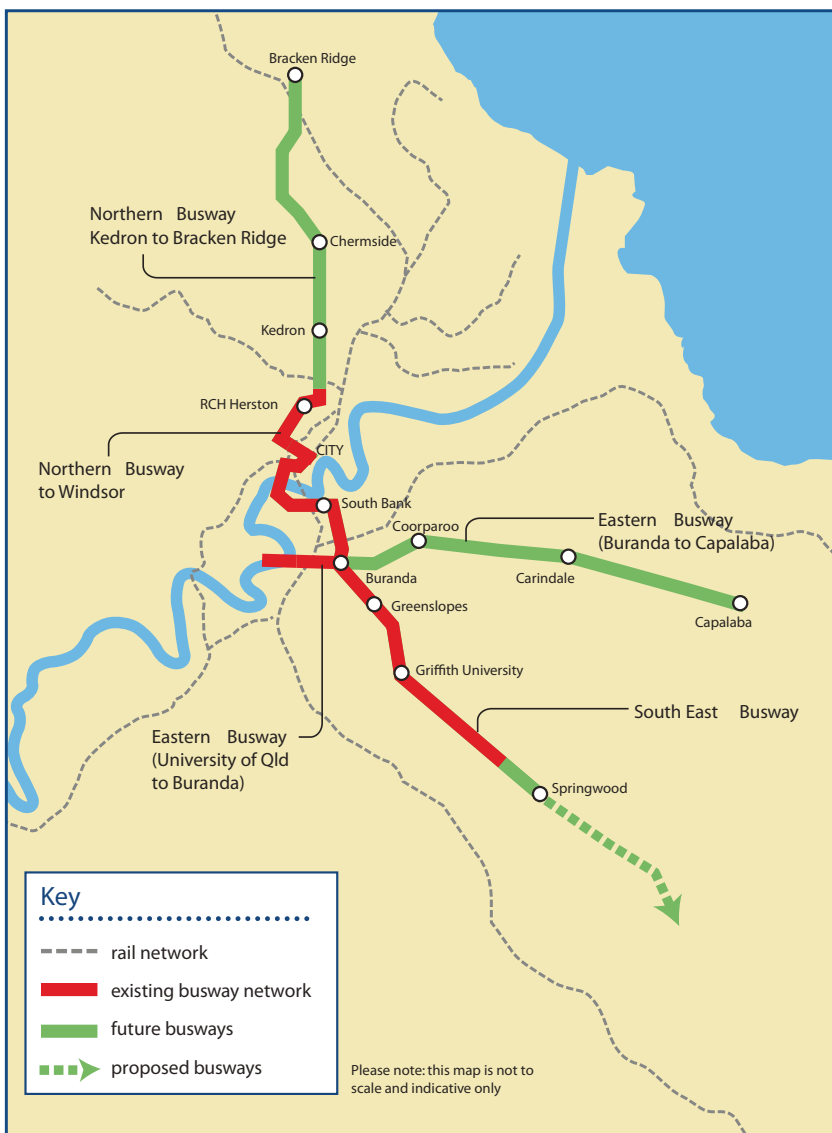 Bracken Ridge
Northern Busway
Kedron to Bracken Ridge
Chermside
Kedron
RCH Herston
CITY
Northern Busway
to Windsor
South Bank
Coorparoo
Eastern Busway
(Buranda to Capalaba)
Buranda
Carindale
Greenslopes
Capalaba
Griffith University
South East Busway
Eastern Busway
(University of Qld
to Buranda)
Springwood
Key
rail network
existing busway network
future busways
proposed busways
Please note: this map is not to
scale and indicative only